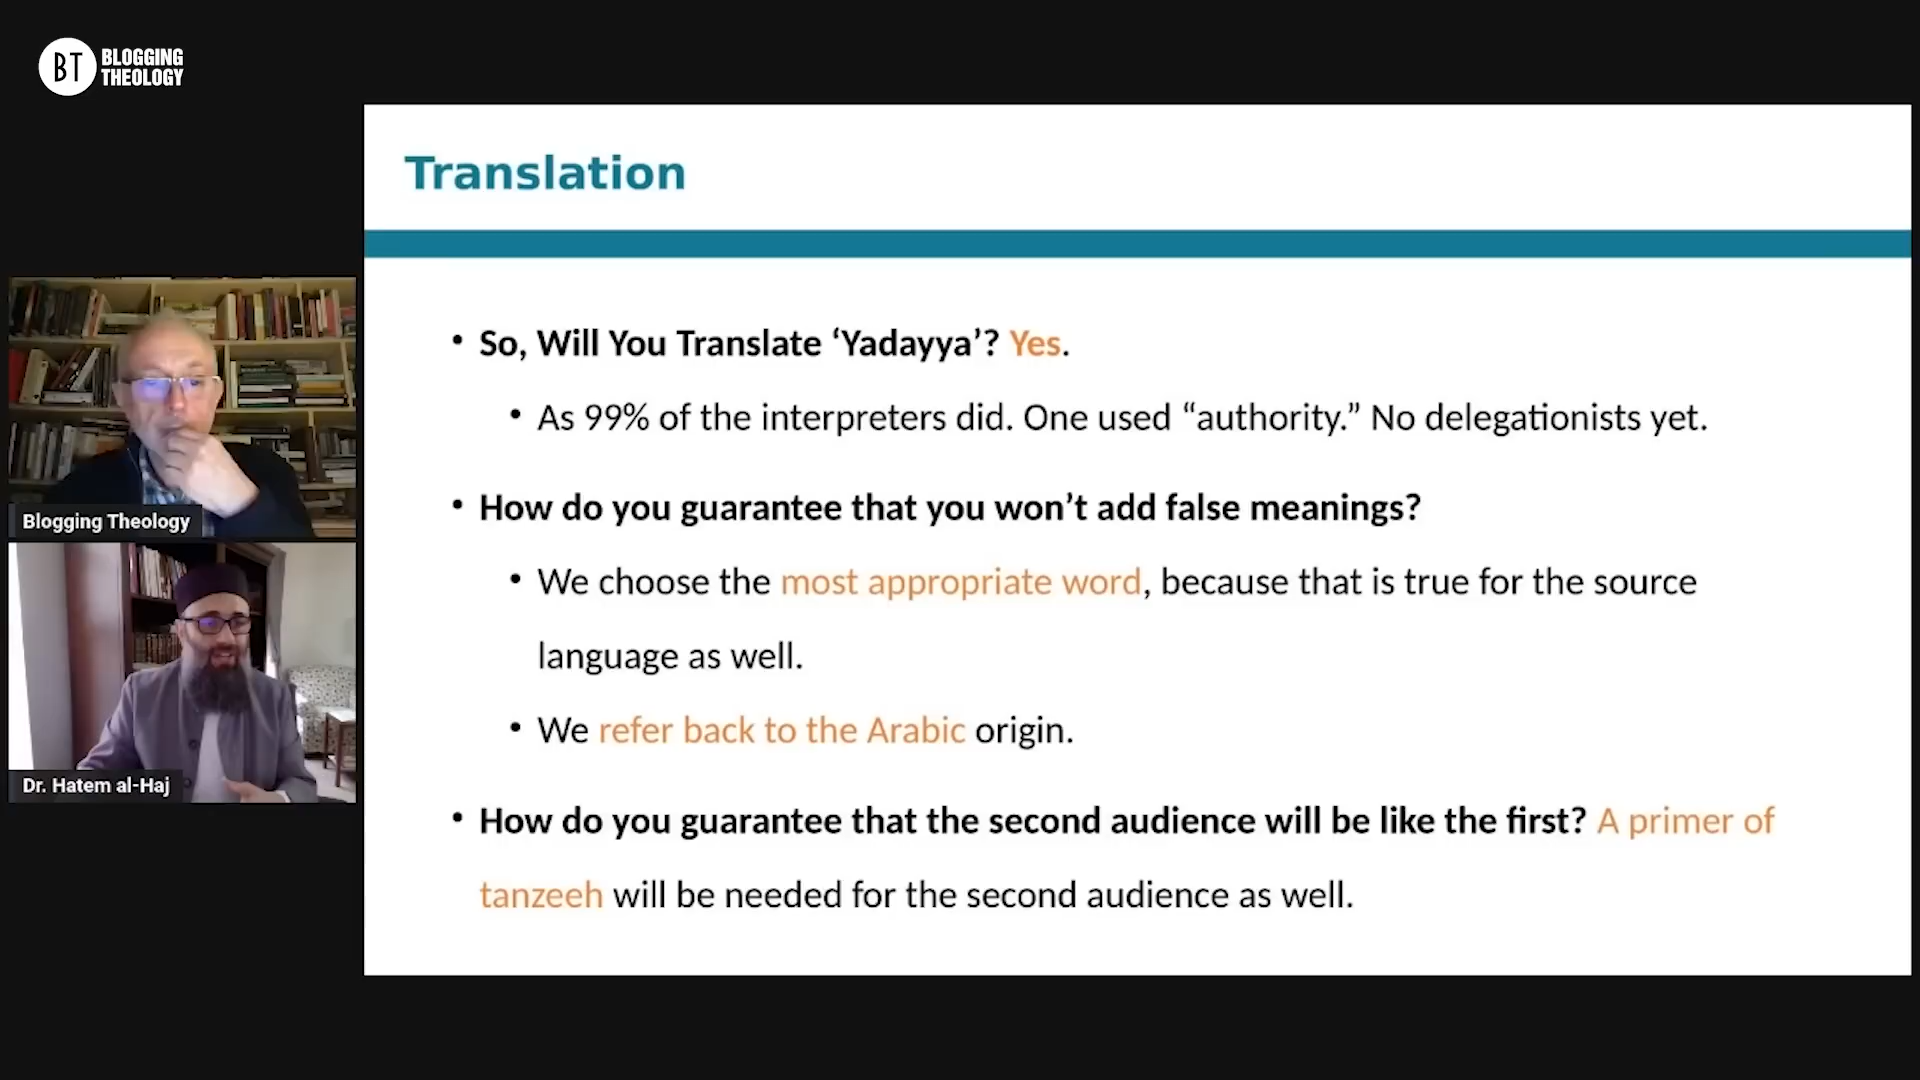 BT BLOGGING
THEOLOGY
Translation
• So, Will You Translate ‘Yadayya’? Yes.
• As 99% of the interpreters did. One used “authority.” No delegationists yet.
• How do you guarantee that you won’t add false meanings?
• We choose the most appropriate word, because that is true for the source
language as well.
• We refer back to the Arabic origin.
• How do you guarantee that the second audience will be like the first? A primer of
tanzeeh will be needed for the second audience as well.
Blogging Theology
Dr. Hatem al-Haj